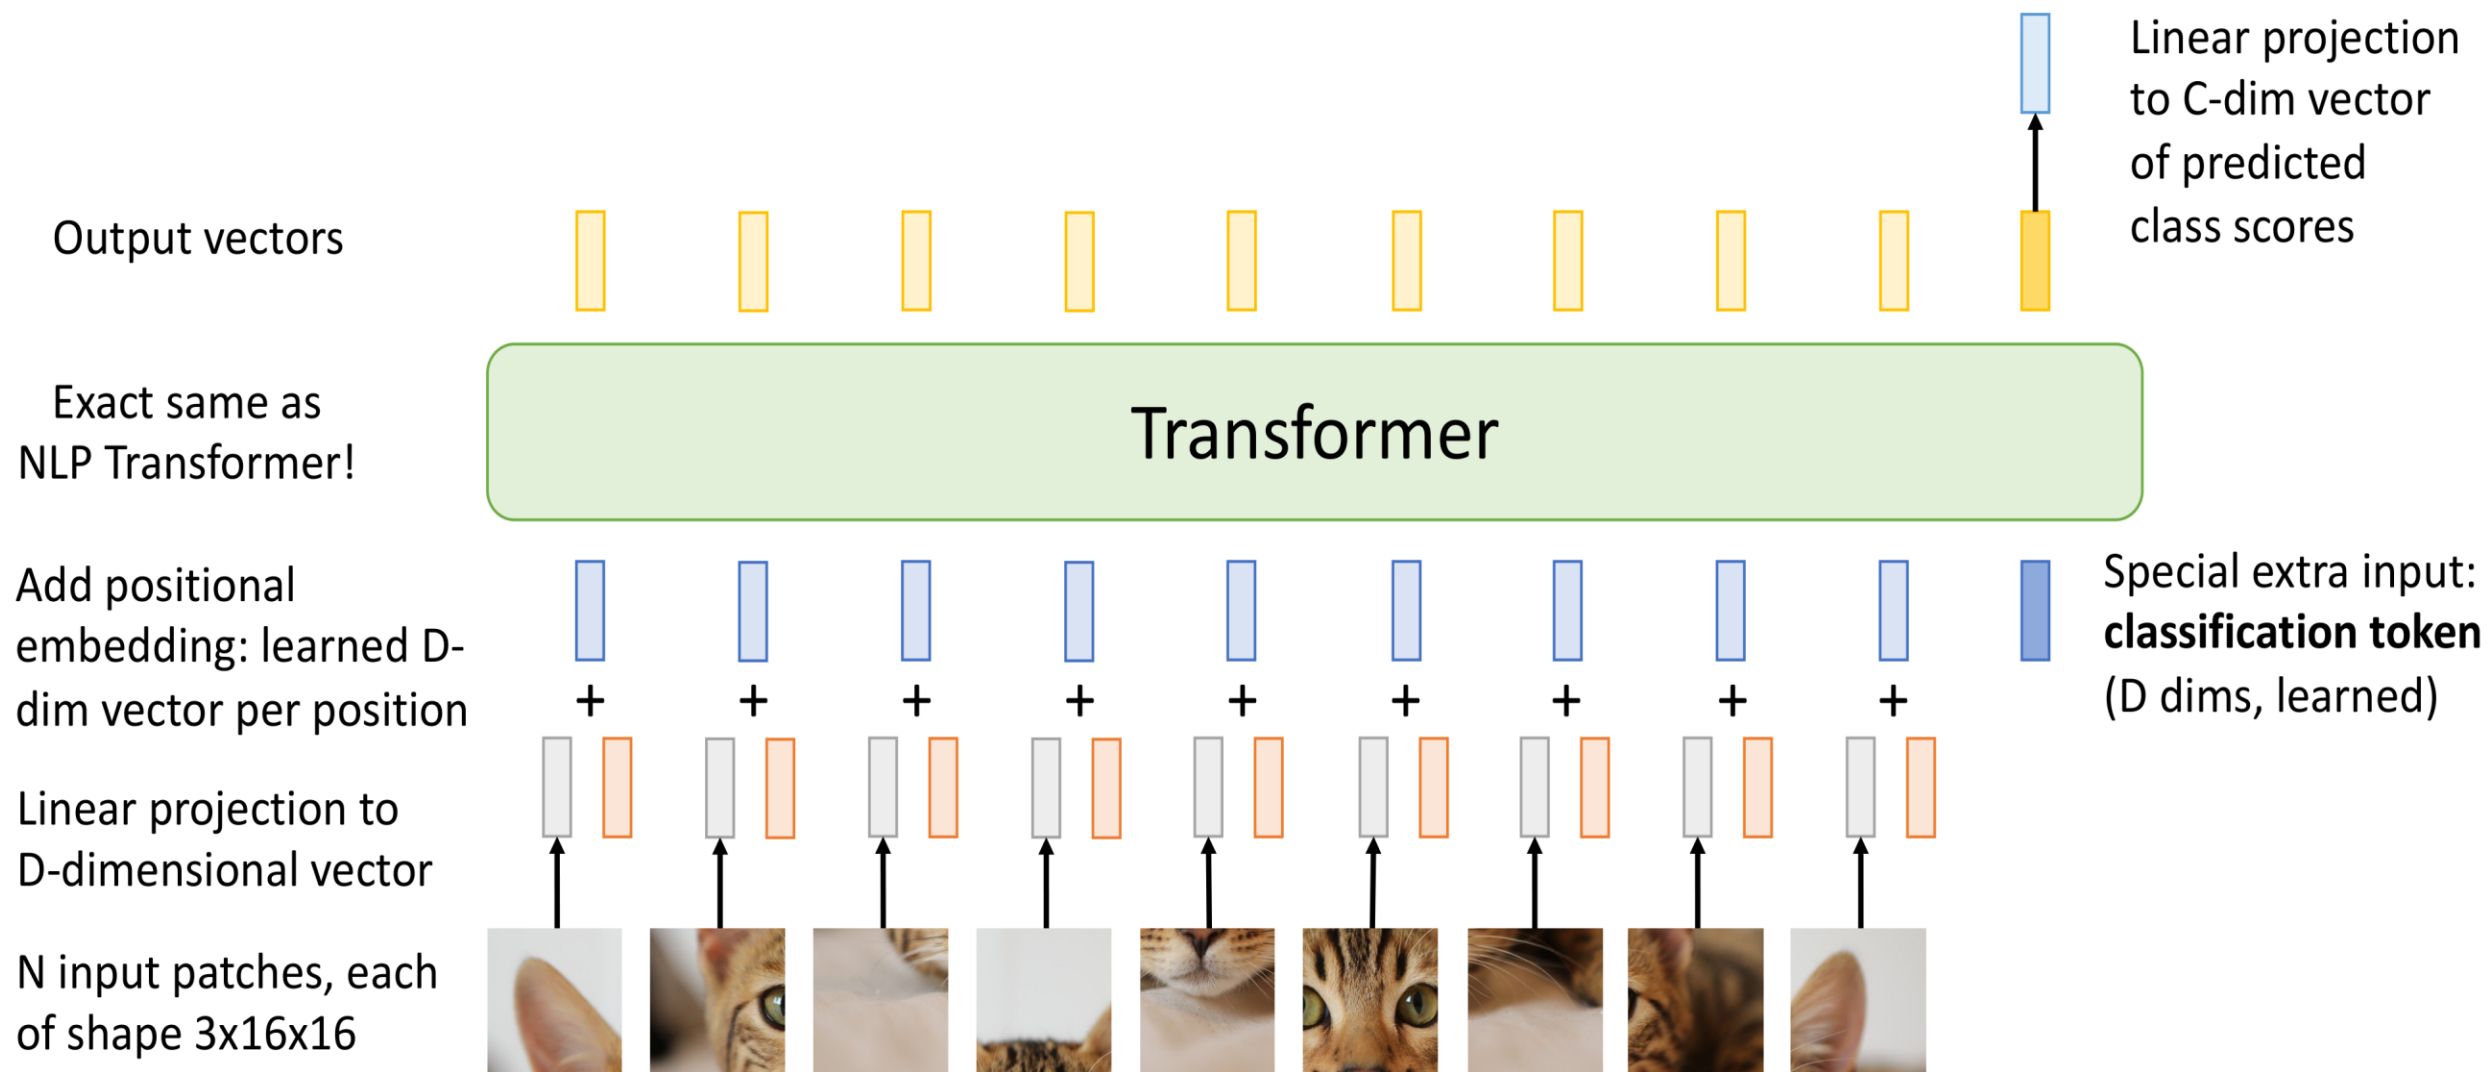 Linear projection
to C-dim vector
of predicted
class scores
Output vectors
Exact same as
NLP Transformer!
Transformer
Add positional
embedding: learned D-
dim vector per position
+ + + + + + + + +
Special extra input:
classification token
(D dims, learned)
Linear projection to
D-dimensional vector
N input patches, each
of shape 3x16x16